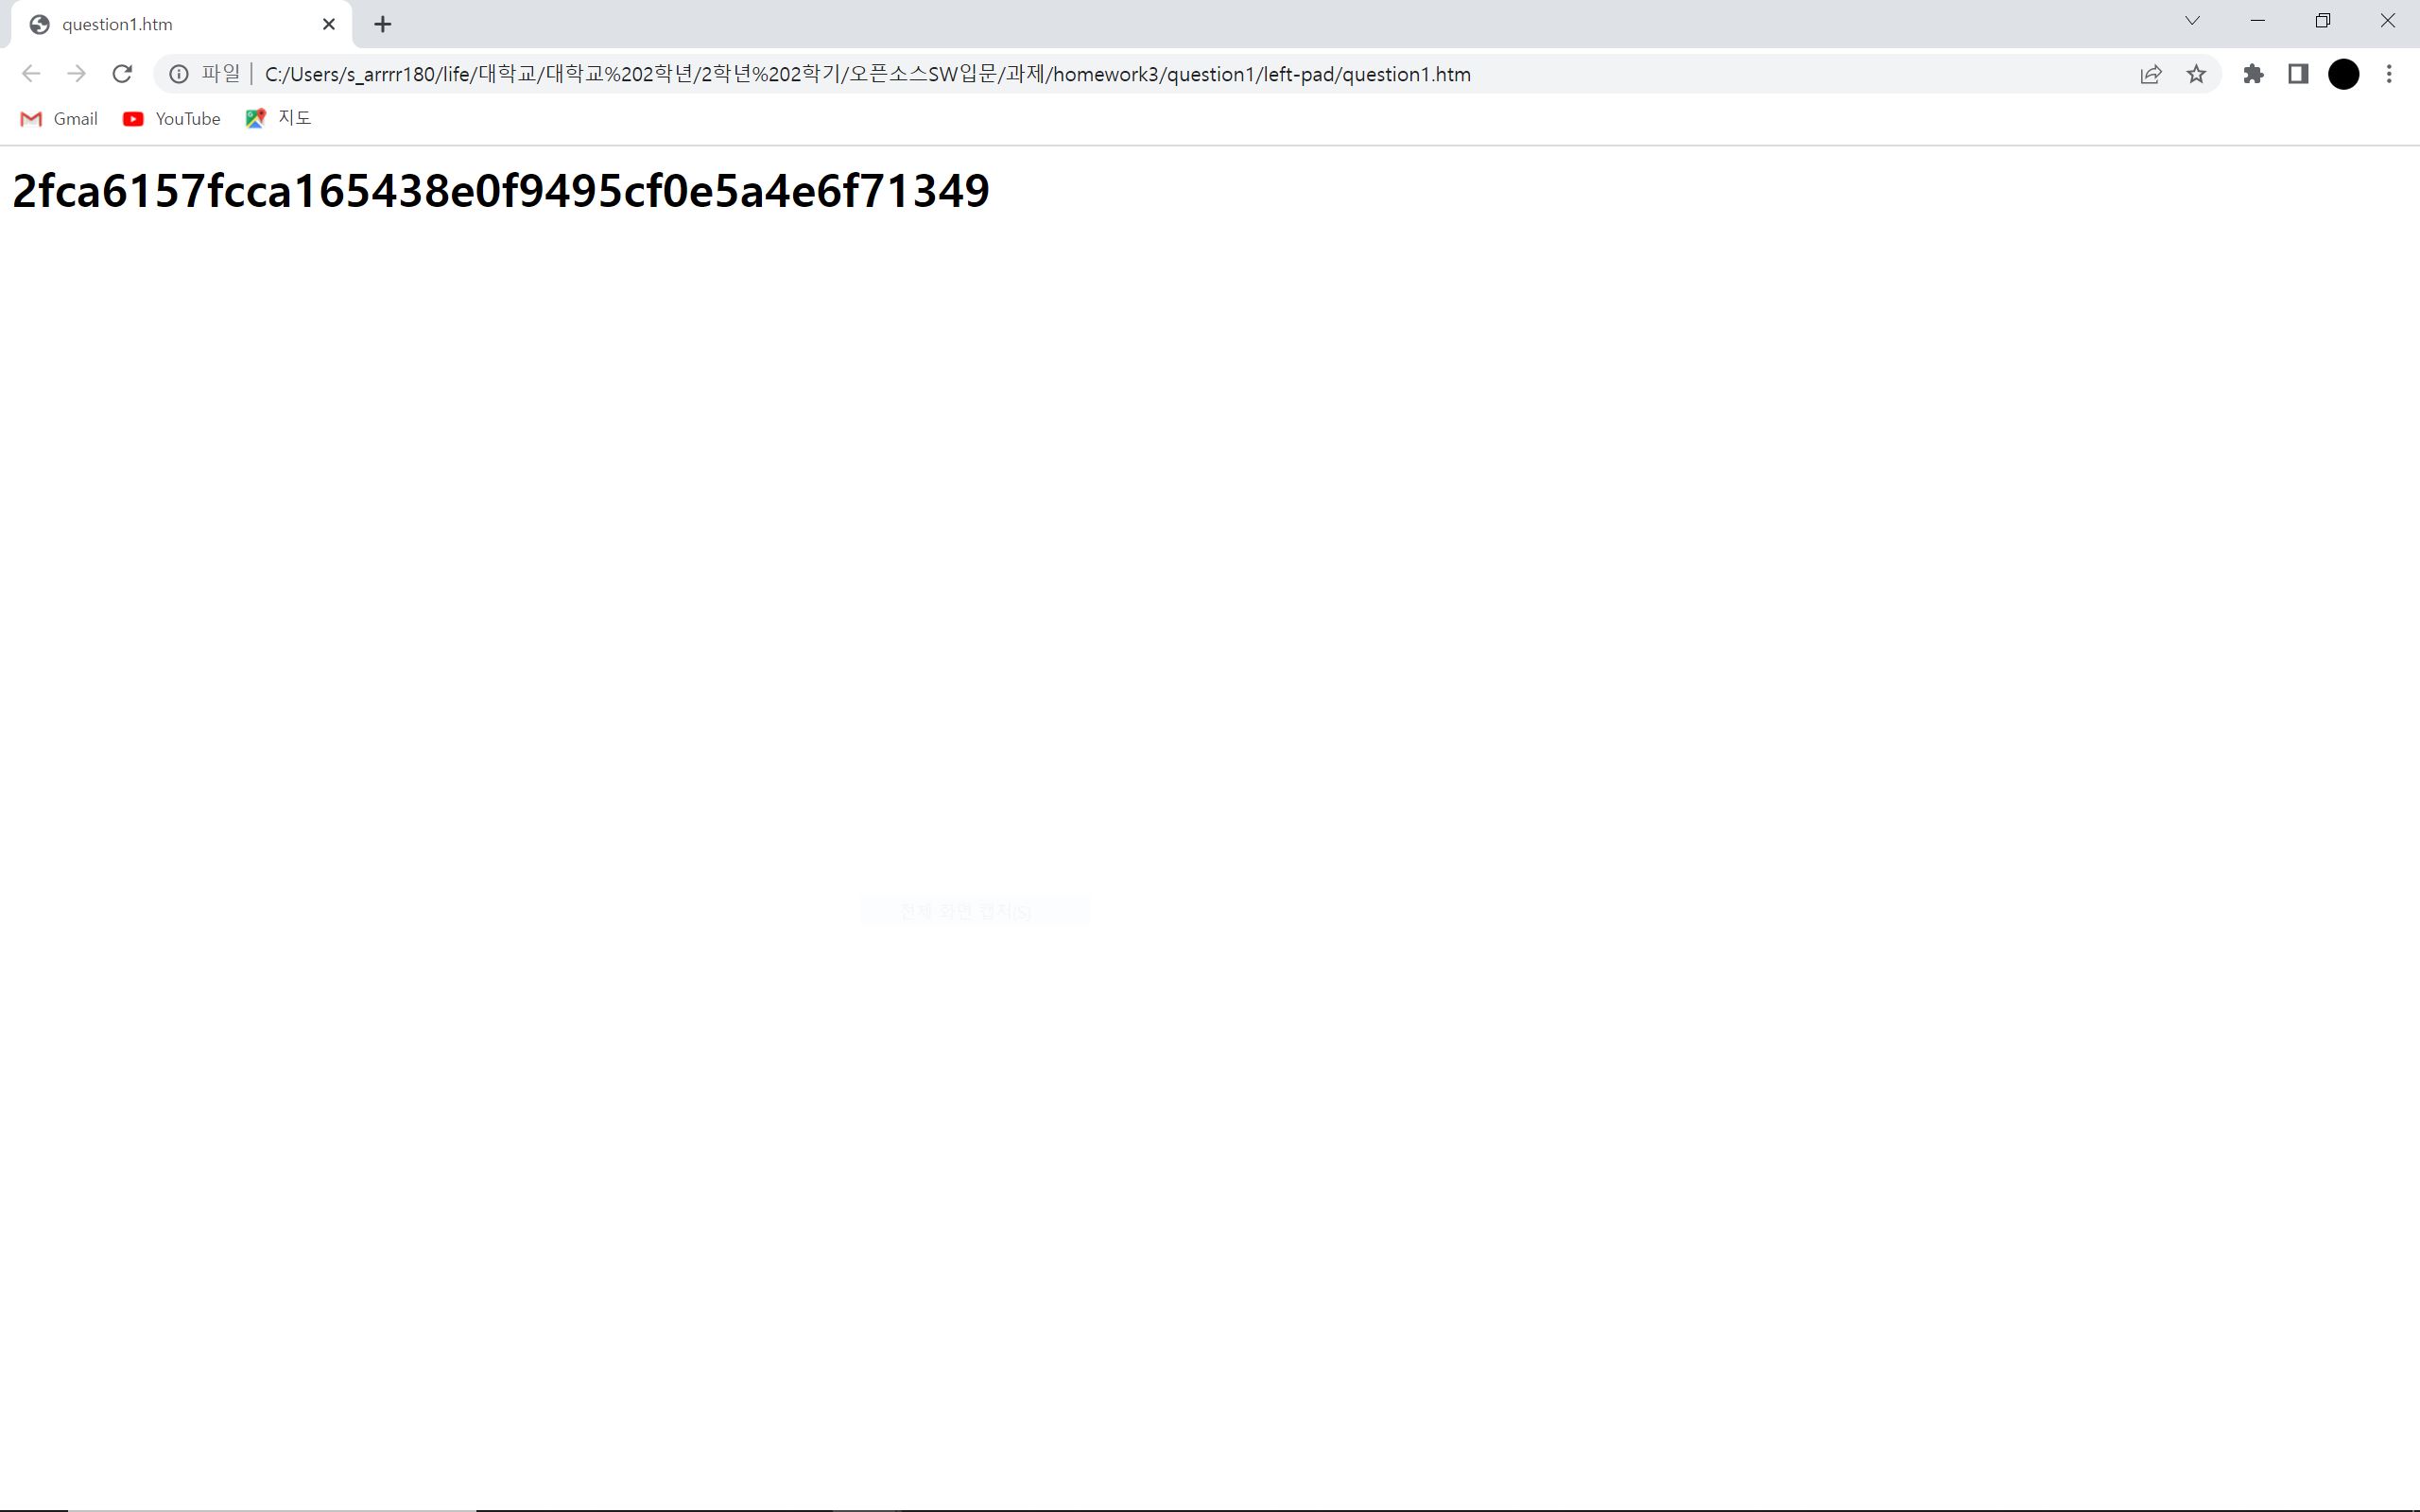 question1.htm
파일 C:/Users/s_arrrr180/life/대학교/대학교%202학년/2학년%202학기/오픈소스SW입문/과제/homework3/question1/left-pad/question1.htm
Gmail YouTube 지도
2fca6157fcca165438e0f9495cf0e5a4e6f71349